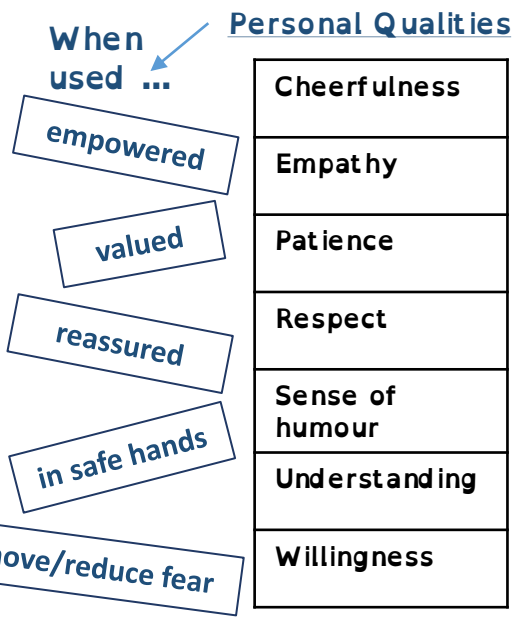 Personal Qualities
When
used ...
empowered
valued
reassured
in safe hands
/reduce fear
Cheerfulness
Empathy
Patience
Respect
Sense of
humour
Understanding
Willingness